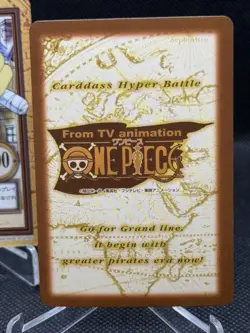 Carddass Hyper Battle
From TV animation
ワンピース
ONE PIECE
Go for Grand line.
it begin with
greater pirates era now!